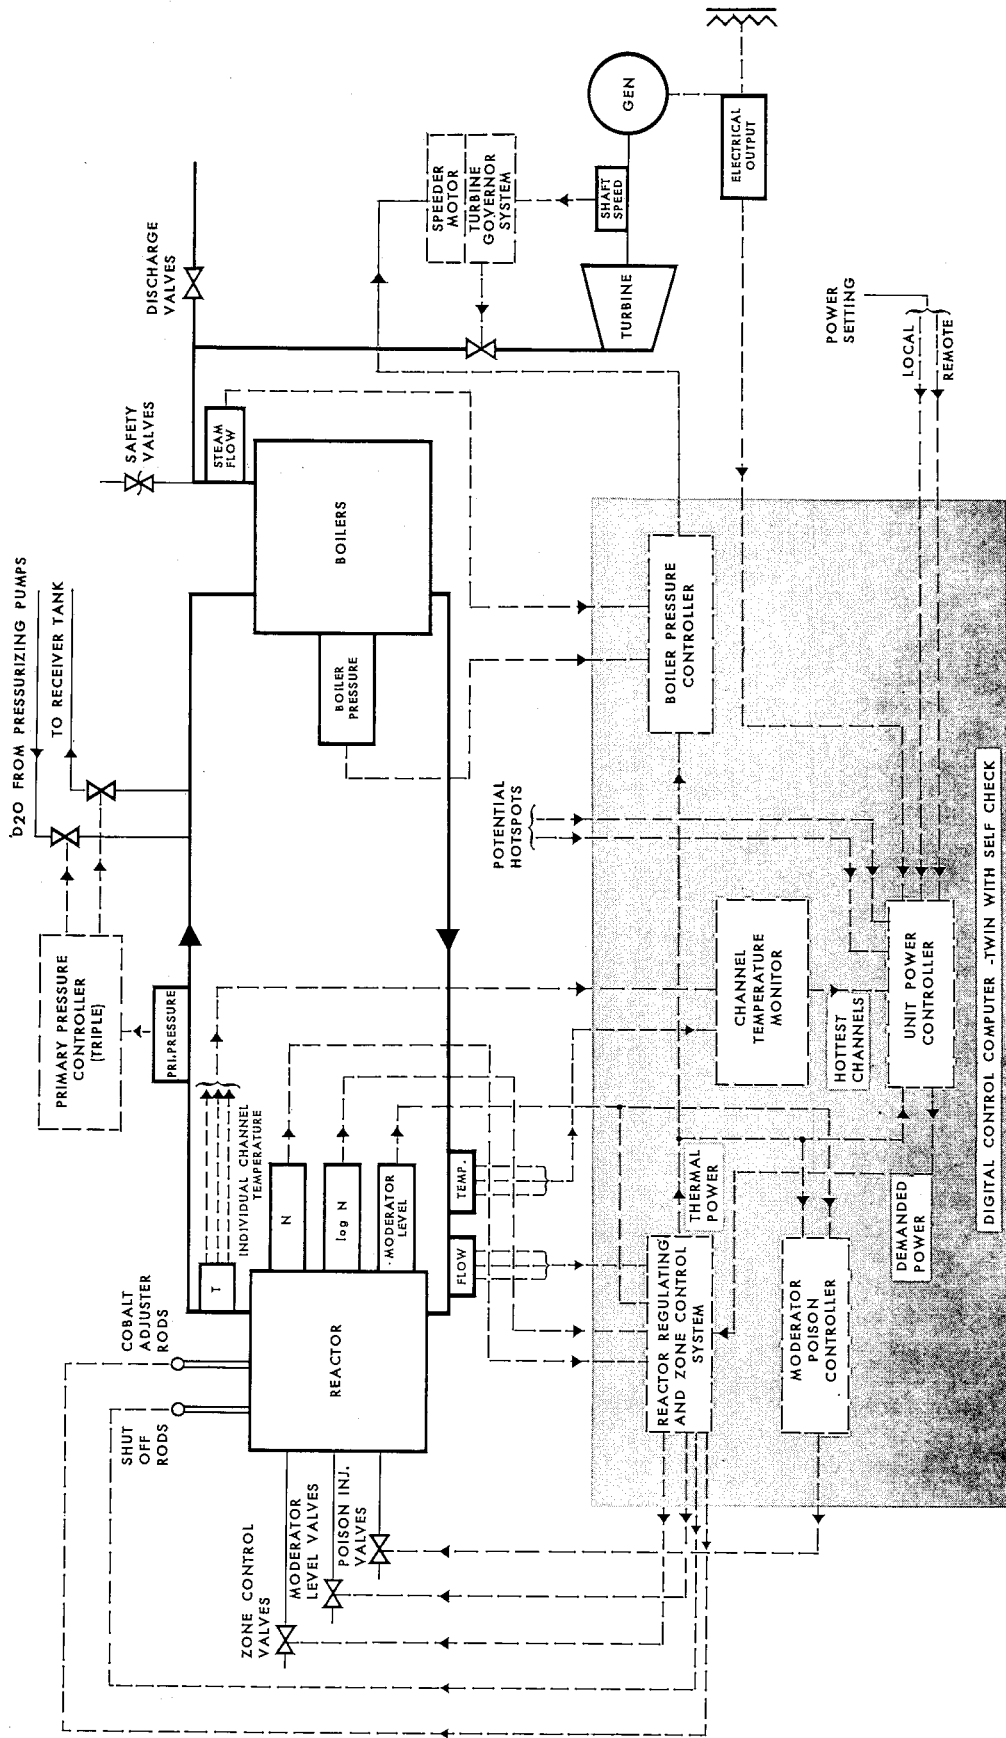 D2O FROM PRESSURIZING PUMPS
TO RECEIVER TANK
PRIMARY PRESSURE
CONTROLLER
(TRIPLE)
PRI. PRESSURE
SAFETY
VALVES
DISCHARGE
VALVES
COBALT
ADJUSTER
RODS
SHUT
OFF
RODS
T
INDIVIDUAL CHANNEL
TEMPERATURE
STEAM
FLOW
SPEEDER
MOTOR
TURBINE
GOVERNOR
SYSTEM
SHAFT
SPEED
GEN
TURBINE
ELECTRICAL
OUTPUT
REACTOR
N
log N
MODERATOR
LEVEL
BOILERS
BOILER
PRESSURE
ZONE CONTROL
VALVES
MODERATOR
LEVEL VALVES
POISON INJ.
VALVES
FLOW
TEMP.
POTENTIAL
HOTSPOTS
POWER
SETTING
LOCAL
REMOTE
REACTOR REGULATING
AND ZONE CONTROL
SYSTEM
THERMAL
POWER
BOILER PRESSURE
CONTROLLER
CHANNEL
TEMPERATURE
MONITOR
MODERATOR
POISON
CONTROLLER
HOTTEST
CHANNELS
DEMANDED
POWER
UNIT POWER
CONTROLLER
DIGITAL CONTROL COMPUTER -TWIN WITH SELF CHECK